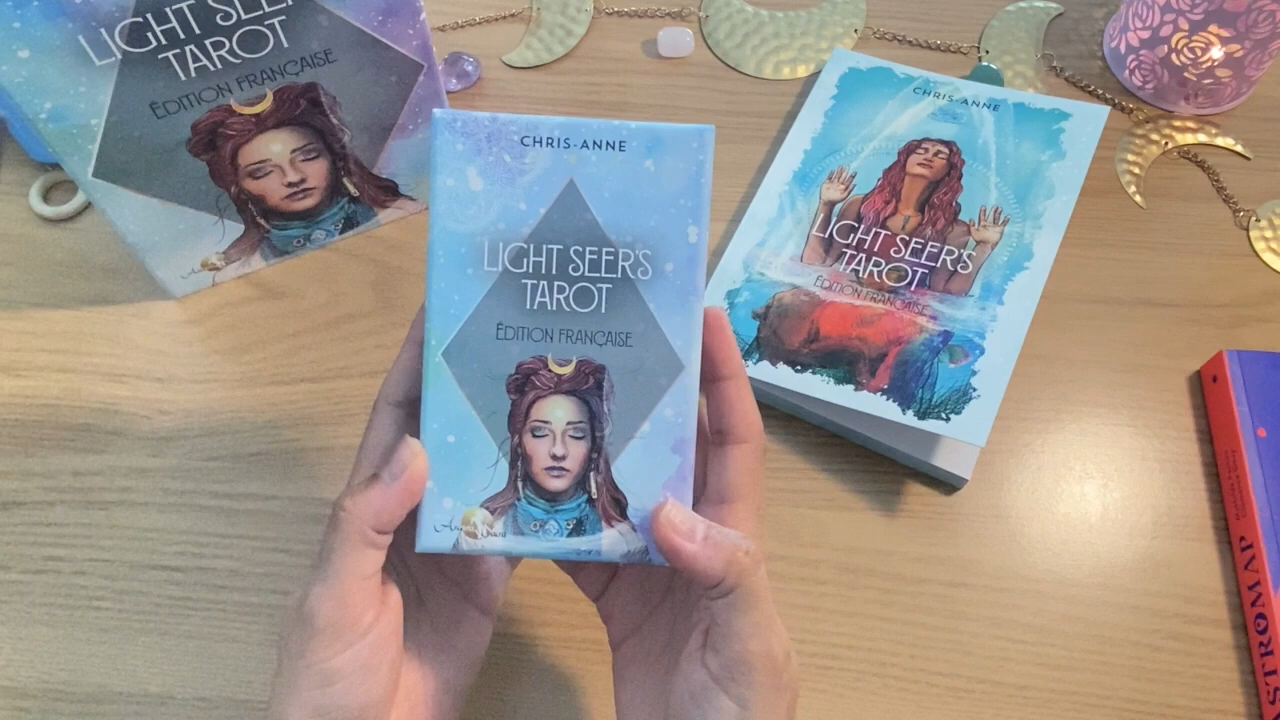 LIGHT SEER'S
TAROT
ÉDITION FRANÇAISE
CHRIS-ANNE
LIGHT SEER'S
TAROT
ÉDITION FRANÇAISE
CHRIS-ANNE
LIGHT SEER'S
TAROT
ÉDITION FRANÇAISE